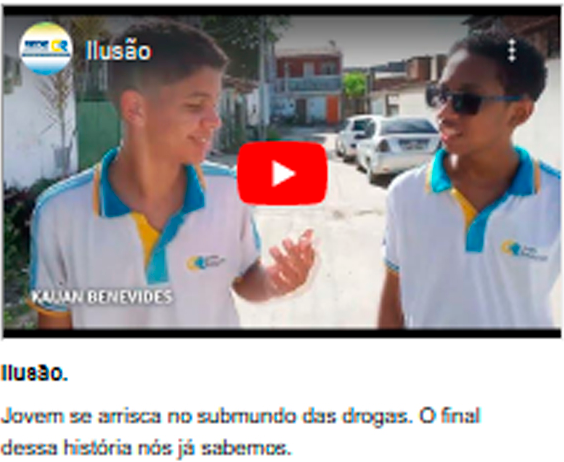 Ilusão
KAUAN BENEVIDES
Ilusão.
Jovem se arrisca no submundo das drogas. O final
dessa história nós já sabemos.